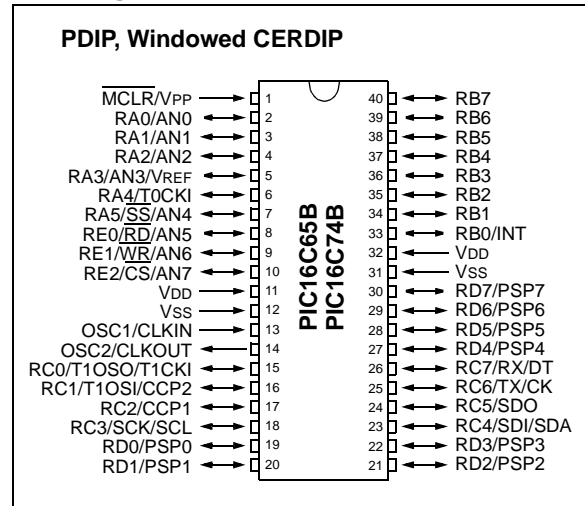 PDIP, Windowed CERDIP
MCLR/VPP 1 40 RB7
RA0/AN0 2 39 RB6
RA1/AN1 3 38 RB5
RA2/AN2 4 37 RB4
RA3/AN3/VREF 5 36 RB3
RA4/T0CKI 6 35 RB2
RA5/SS/AN4 7 34 RB1
RE0/RD/AN5 8 33 RB0/INT
RE1/WR/AN6 9 32 VDD
RE2/CS/AN7 10 31 VSS
VDD 11 30 RD7/PSP7
VSS 12 29 RD6/PSP6
OSC1/CLKIN 13 28 RD5/PSP5
OSC2/CLKOUT 14 27 RD4/PSP4
RC0/T1OSO/T1CKI 15 26 RC7/RX/DT
RC1/T1OSI/CCP2 16 25 RC6/TX/CK
RC2/CCP1 17 24 RC5/SDO
RC3/SCK/SCL 18 23 RC4/SDI/SDA
RD0/PSP0 19 22 RD3/PSP3
RD1/PSP1 20 21 RD2/PSP2
PIC16C65B
PIC16C74B